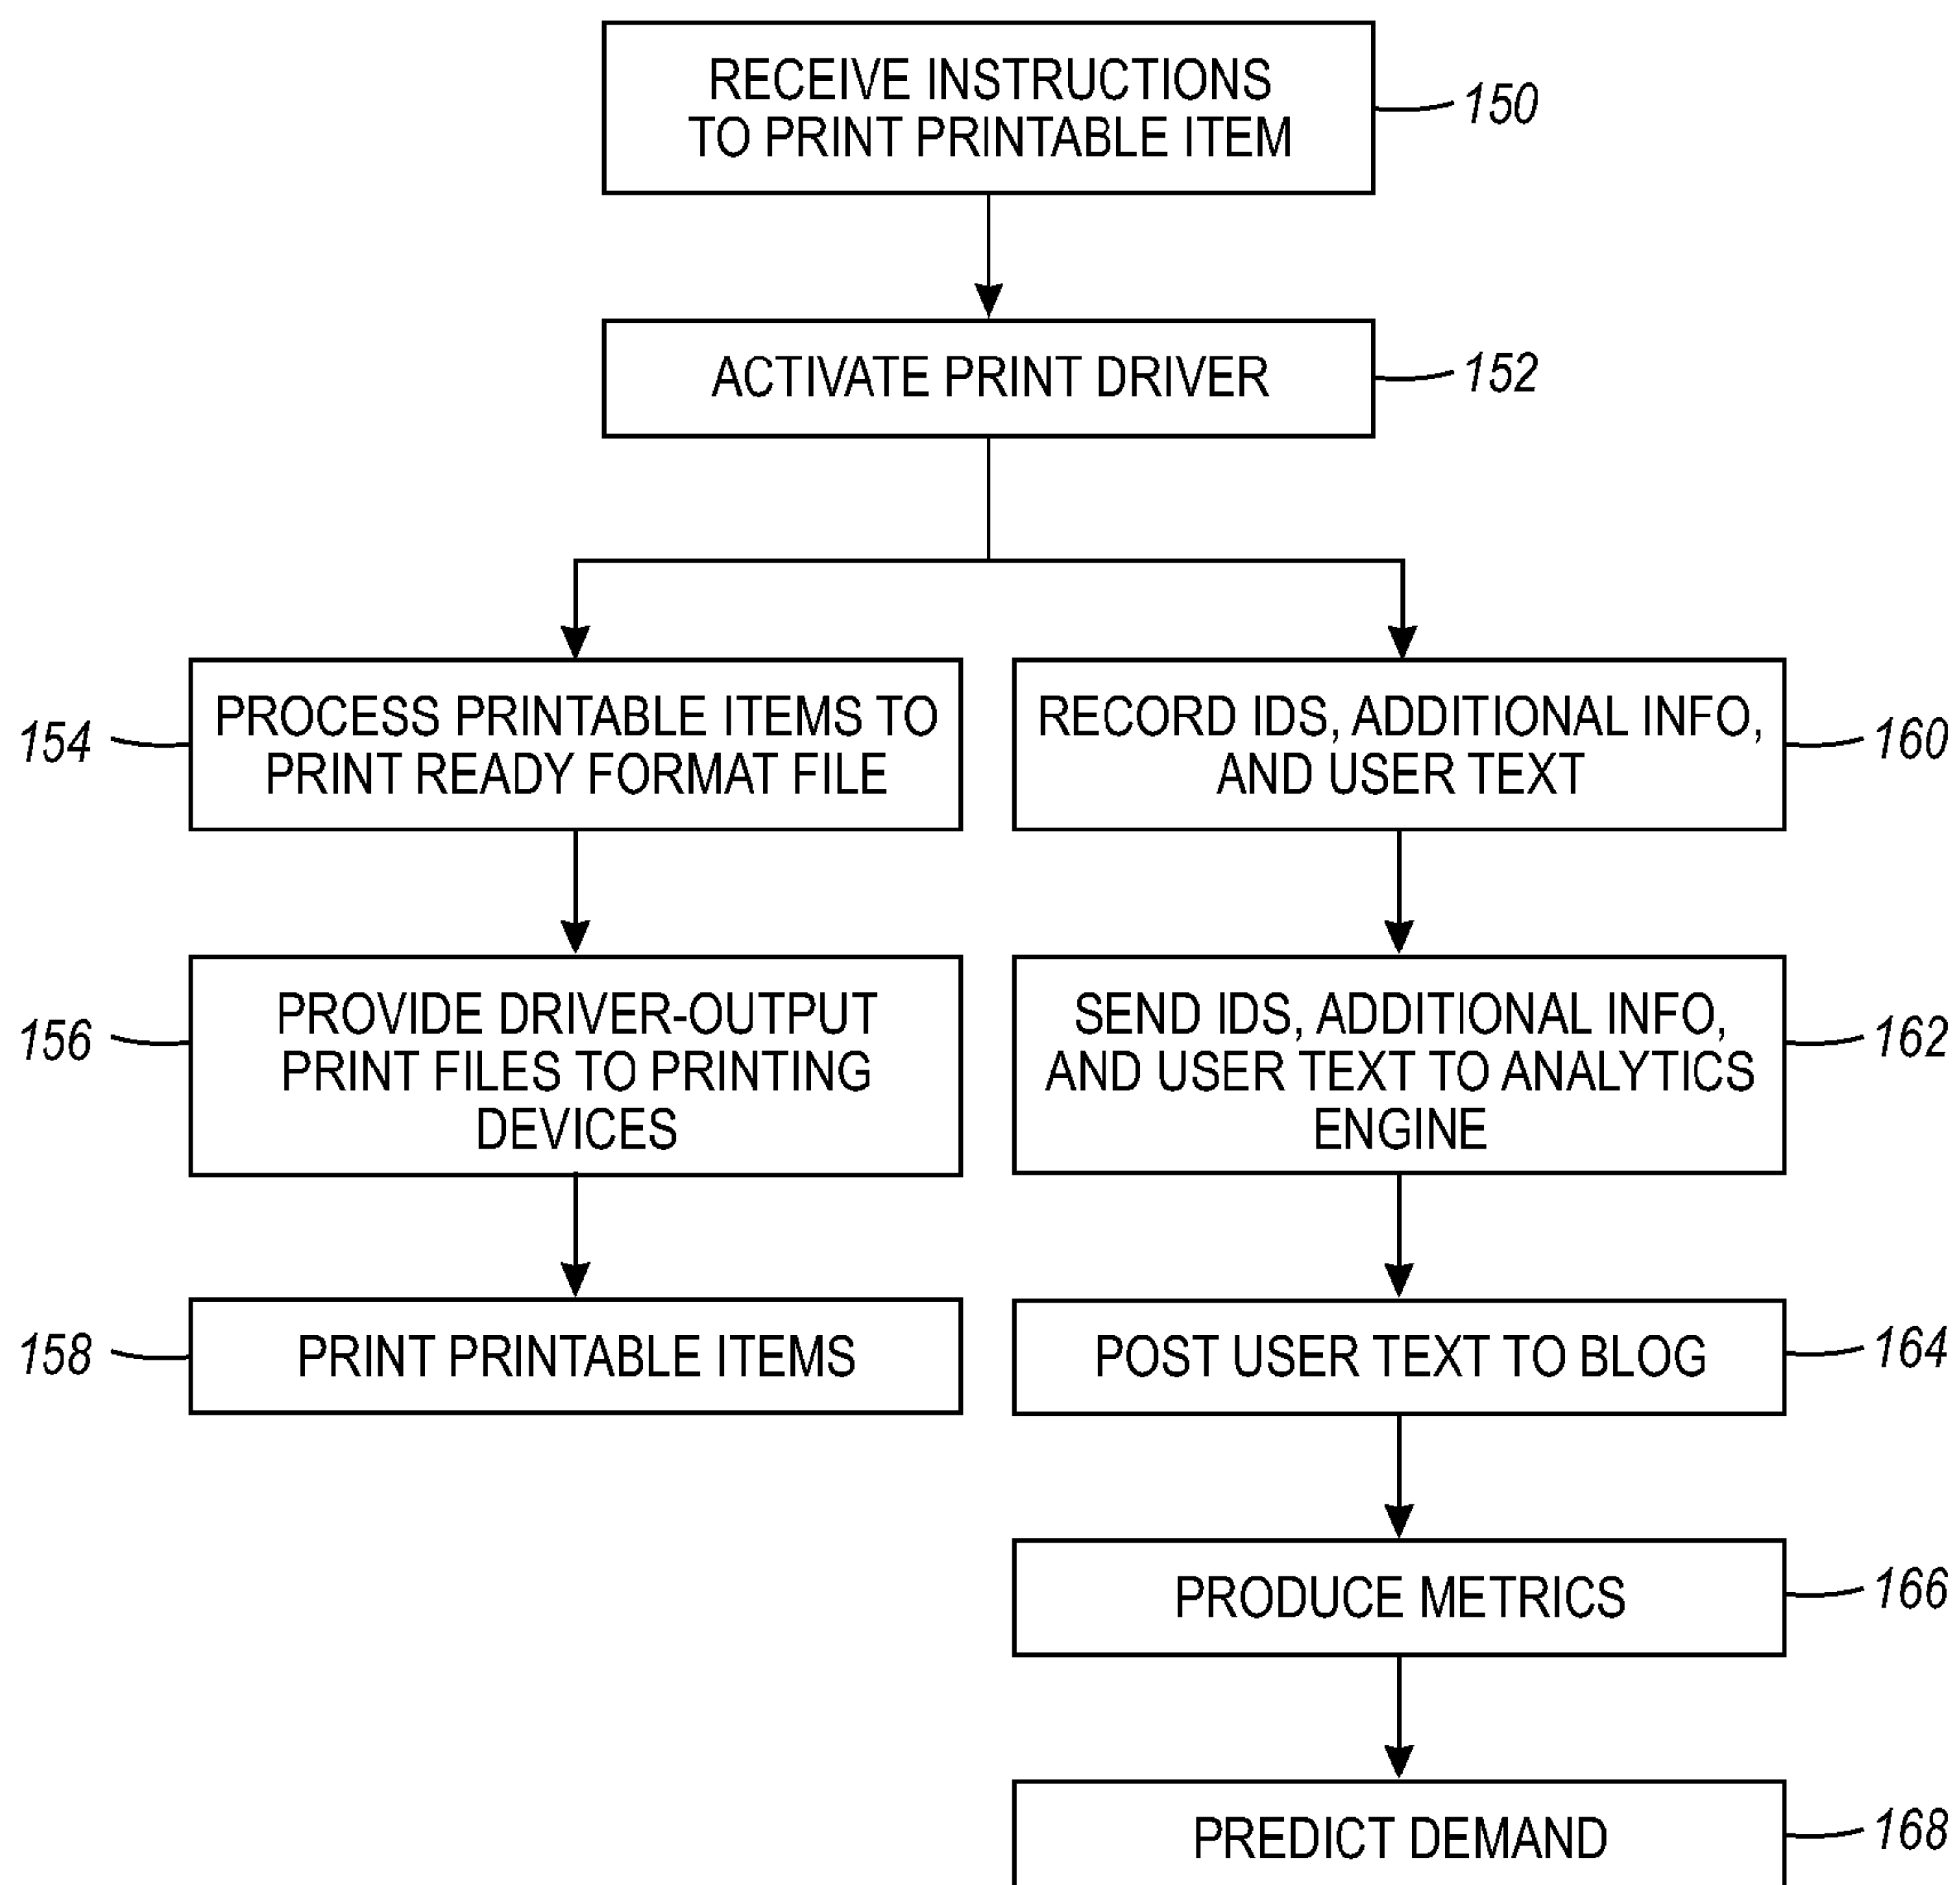 RECEIVE INSTRUCTIONS
TO PRINT PRINTABLE ITEM
150
ACTIVATE PRINT DRIVER
152
154
PROCESS PRINTABLE ITEMS TO
PRINT READY FORMAT FILE
RECORD IDS, ADDITIONAL INFO,
AND USER TEXT
160
156
PROVIDE DRIVER-OUTPUT
PRINT FILES TO PRINTING
DEVICES
SEND IDS, ADDITIONAL INFO,
AND USER TEXT TO ANALYTICS
ENGINE
162
158
PRINT PRINTABLE ITEMS
POST USER TEXT TO BLOG
164
PRODUCE METRICS
166
PREDICT DEMAND
168